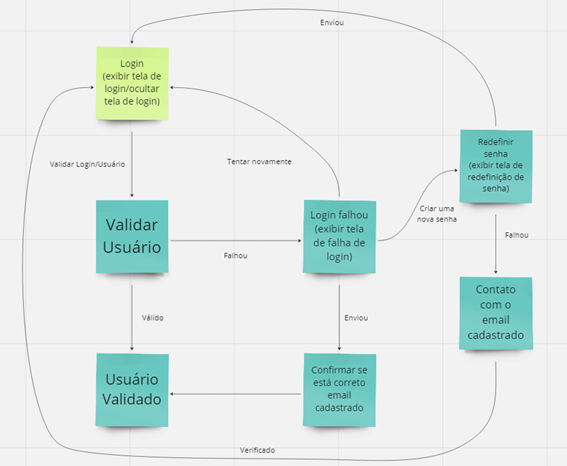 Enviou
Login
(exibir tela de
login/ocultar
tela de login)
Redefinir
senha
(exibir tela de
redefinição de
senha)
Validar Login/Usuário
Tentar novamente
Validar
Usuário
Login falhou
(exibir tela
de falha de
login)
Criar uma
nova senha
Falhou
Falhou
Contato
com o
email
cadastrado
Válido
Enviou
Usuário
Validado
Confirmar se
está correto
email
cadastrado
Verificado